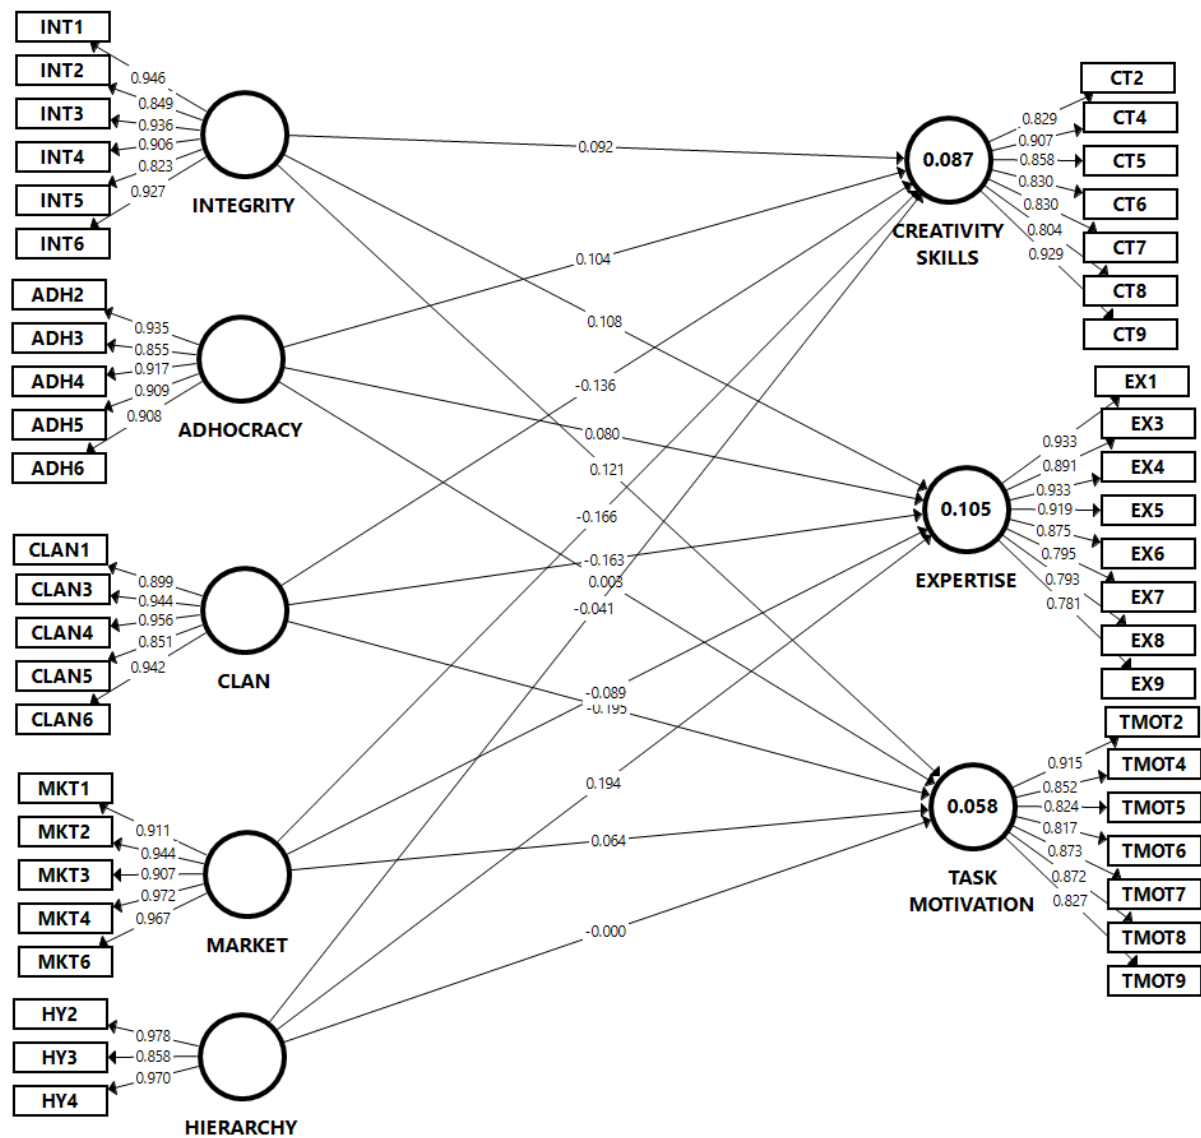 INT1
INT2
INT3
INT4
INT5
INT6
0.946
0.849
0.936
0.906
0.823
0.927
INTEGRITY
ADH2
ADH3
ADH4
ADH5
ADH6
0.935
0.855
0.917
0.909
0.908
ADHOCRACY
CLAN1
CLAN3
CLAN4
CLAN5
CLAN6
0.899
0.944
0.956
0.851
0.942
CLAN
MKT1
MKT2
MKT3
MKT4
MKT6
0.911
0.944
0.907
0.972
0.967
MARKET
HY2
HY3
HY4
0.978
0.858
0.970
HIERARCHY
0.092
0.104
0.108
-0.136
0.080
0.121
-0.166
-0.163
0.003
-0.041
-0.089
-0.195
0.194
0.064
-0.000
0.087
CREATIVITY
SKILLS
0.829
0.907
0.858
0.830
0.830
0.804
0.929
CT2
CT4
CT5
CT6
CT7
CT8
CT9
0.105
EXPERTISE
0.933
0.891
0.933
0.919
0.875
0.795
0.793
0.781
EX1
EX3
EX4
EX5
EX6
EX7
EX8
EX9
0.058
TASK
MOTIVATION
0.915
0.852
0.824
0.817
0.873
0.872
0.827
TMOT2
TMOT4
TMOT5
TMOT6
TMOT7
TMOT8
TMOT9